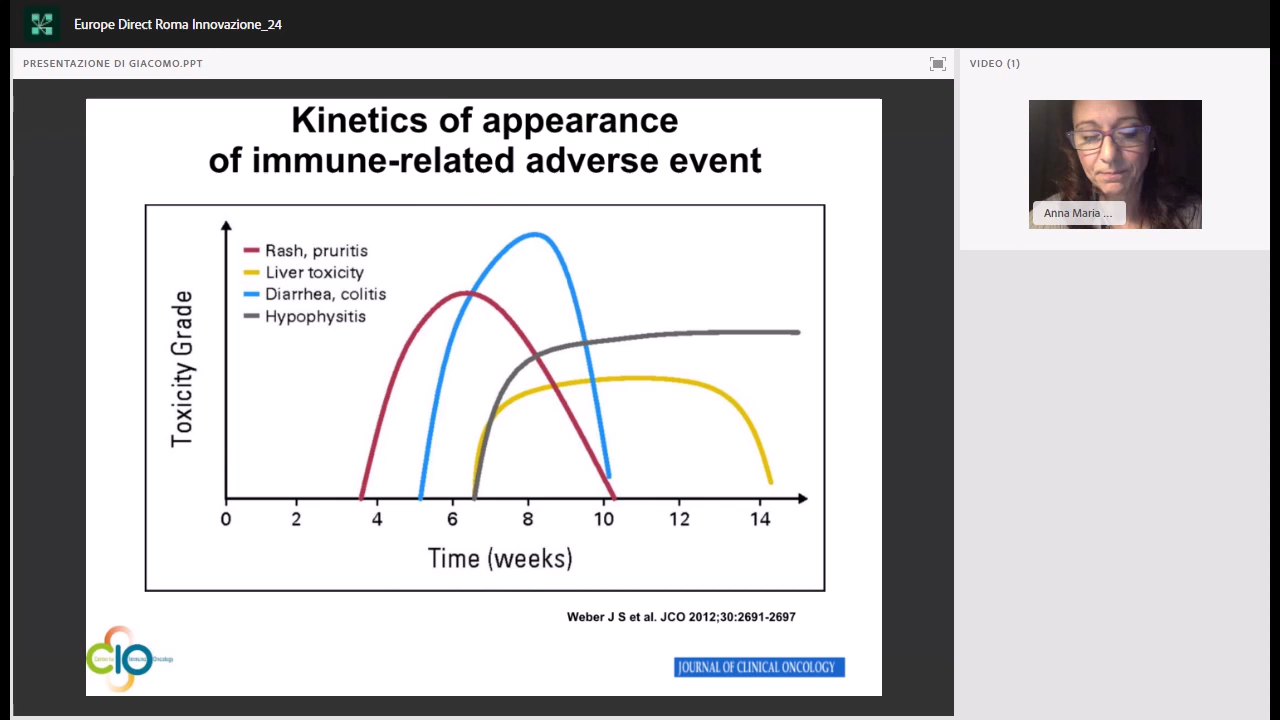 Europe Direct Roma Innovazione_24
PRESENTAZIONE DI GIACOMO.PPT
VIDEO (1)
Kinetics of appearance
of immune-related adverse event
Rash, pruritis
Liver toxicity
Diarrhea, colitis
Hypophysitis
Toxicity Grade
0 2 4 6 8 10 12 14
Time (weeks)
Weber J S et al. JCO 2012;30:2691-2697
CIO
JOURNAL OF CLINICAL ONCOLOGY
Anna Maria ...